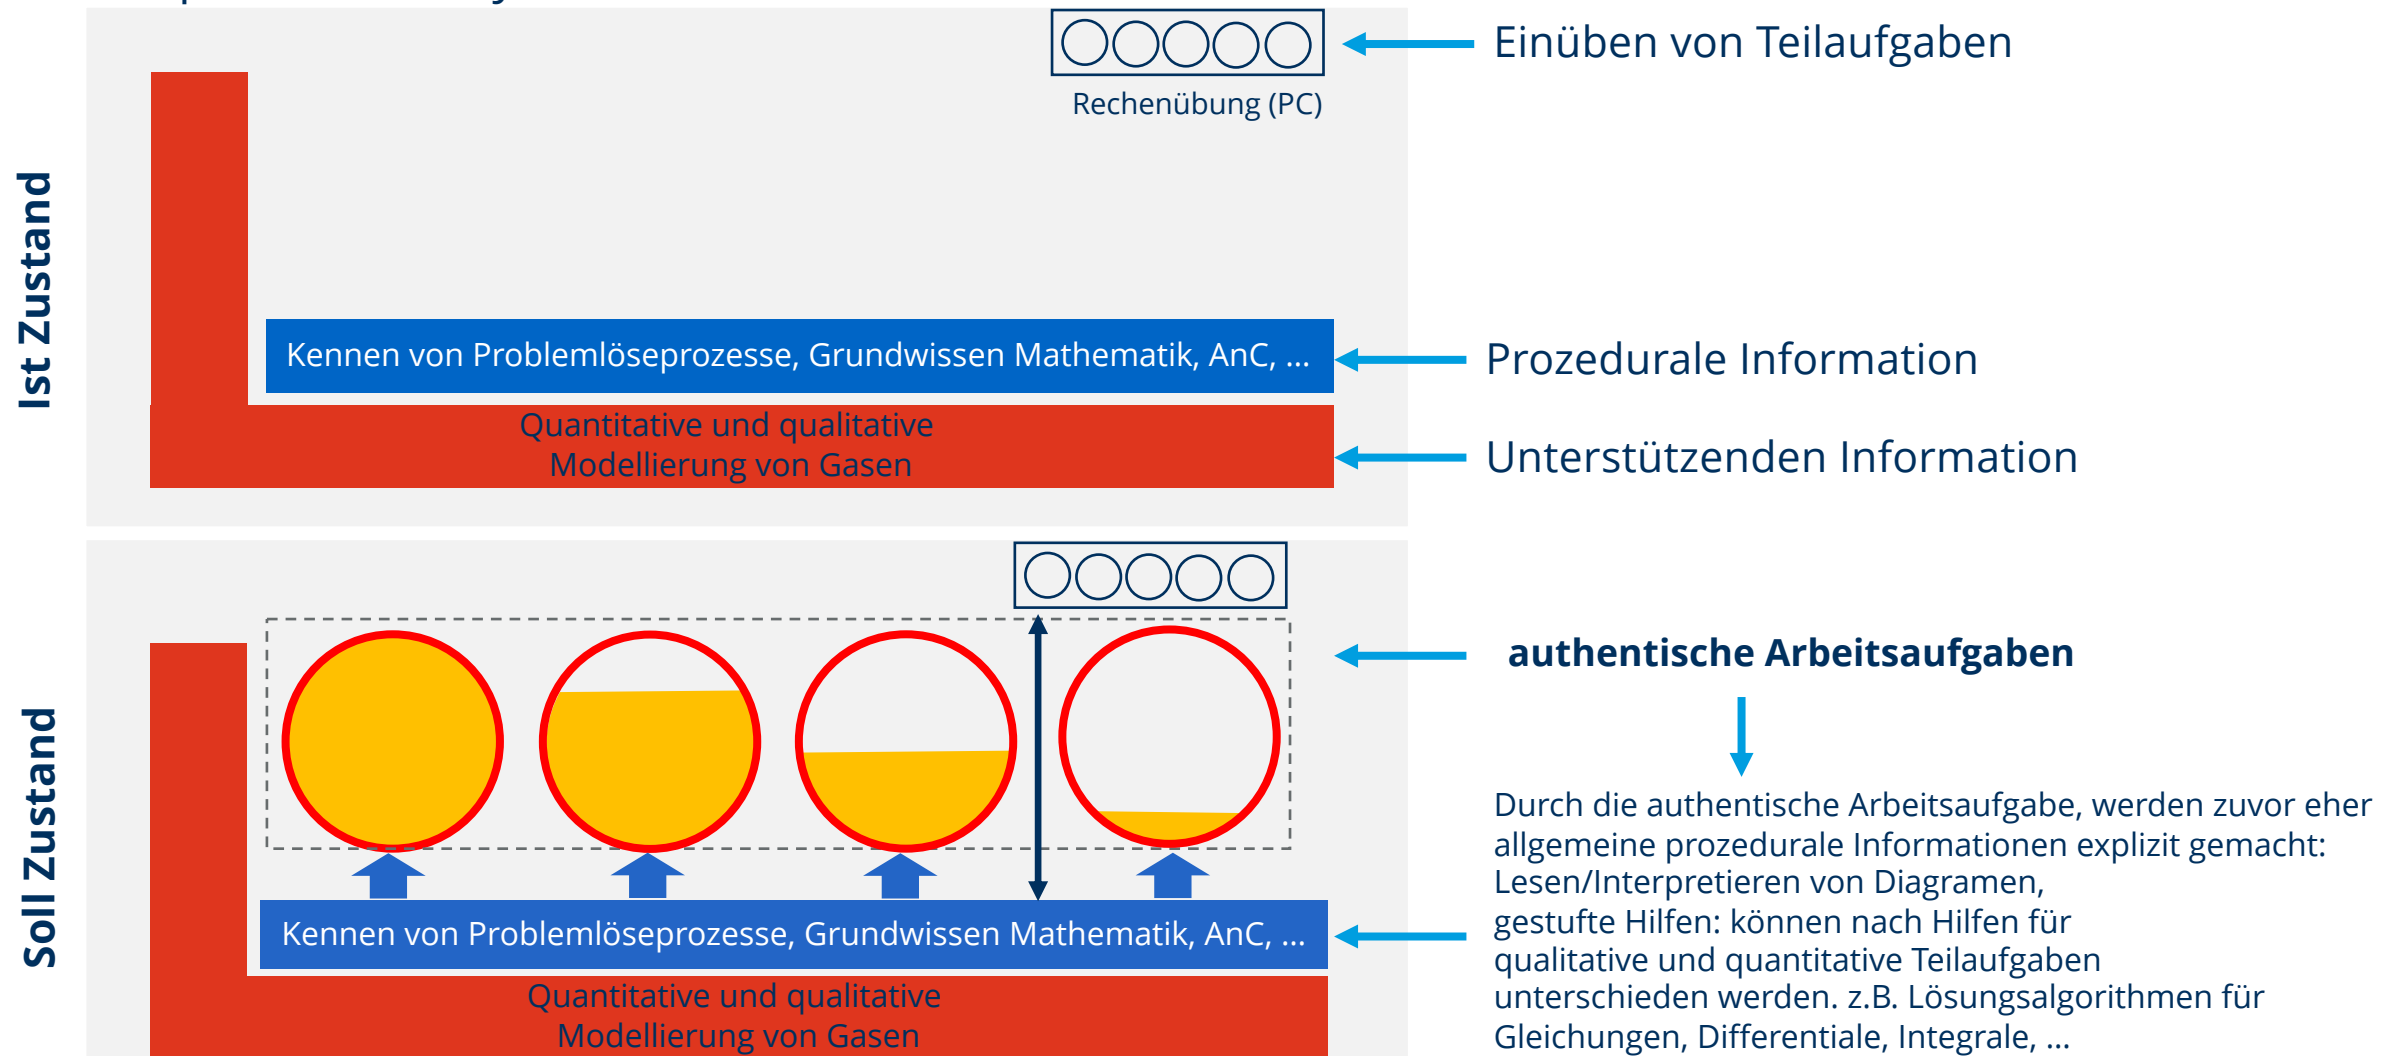 Einüben von Teilaufgaben
Rechenübung (PC)
Ist Zustand
Kennen von Problemlöseprozesse, Grundwissen Mathematik, AnC, ...
Prozedurale Information
Quantitative und qualitative
Modellierung von Gasen
Unterstützenden Information
Soll Zustand
authentische Arbeitsaufgaben
Durch die authentische Arbeitsaufgabe, werden zuvor eher
allgemeine prozedurale Informationen explizit gemacht:
Lesen/Interpretieren von Diagramen,
gestufte Hilfen: können nach Hilfen für
qualitative und quantitative Teilaufgaben
unterschieden werden. z.B. Lösungsalgorithmen für
Gleichungen, Differentiale, Integrale, ...
Kennen von Problemlöseprozesse, Grundwissen Mathematik, AnC, ...
Quantitative und qualitative
Modellierung von Gasen